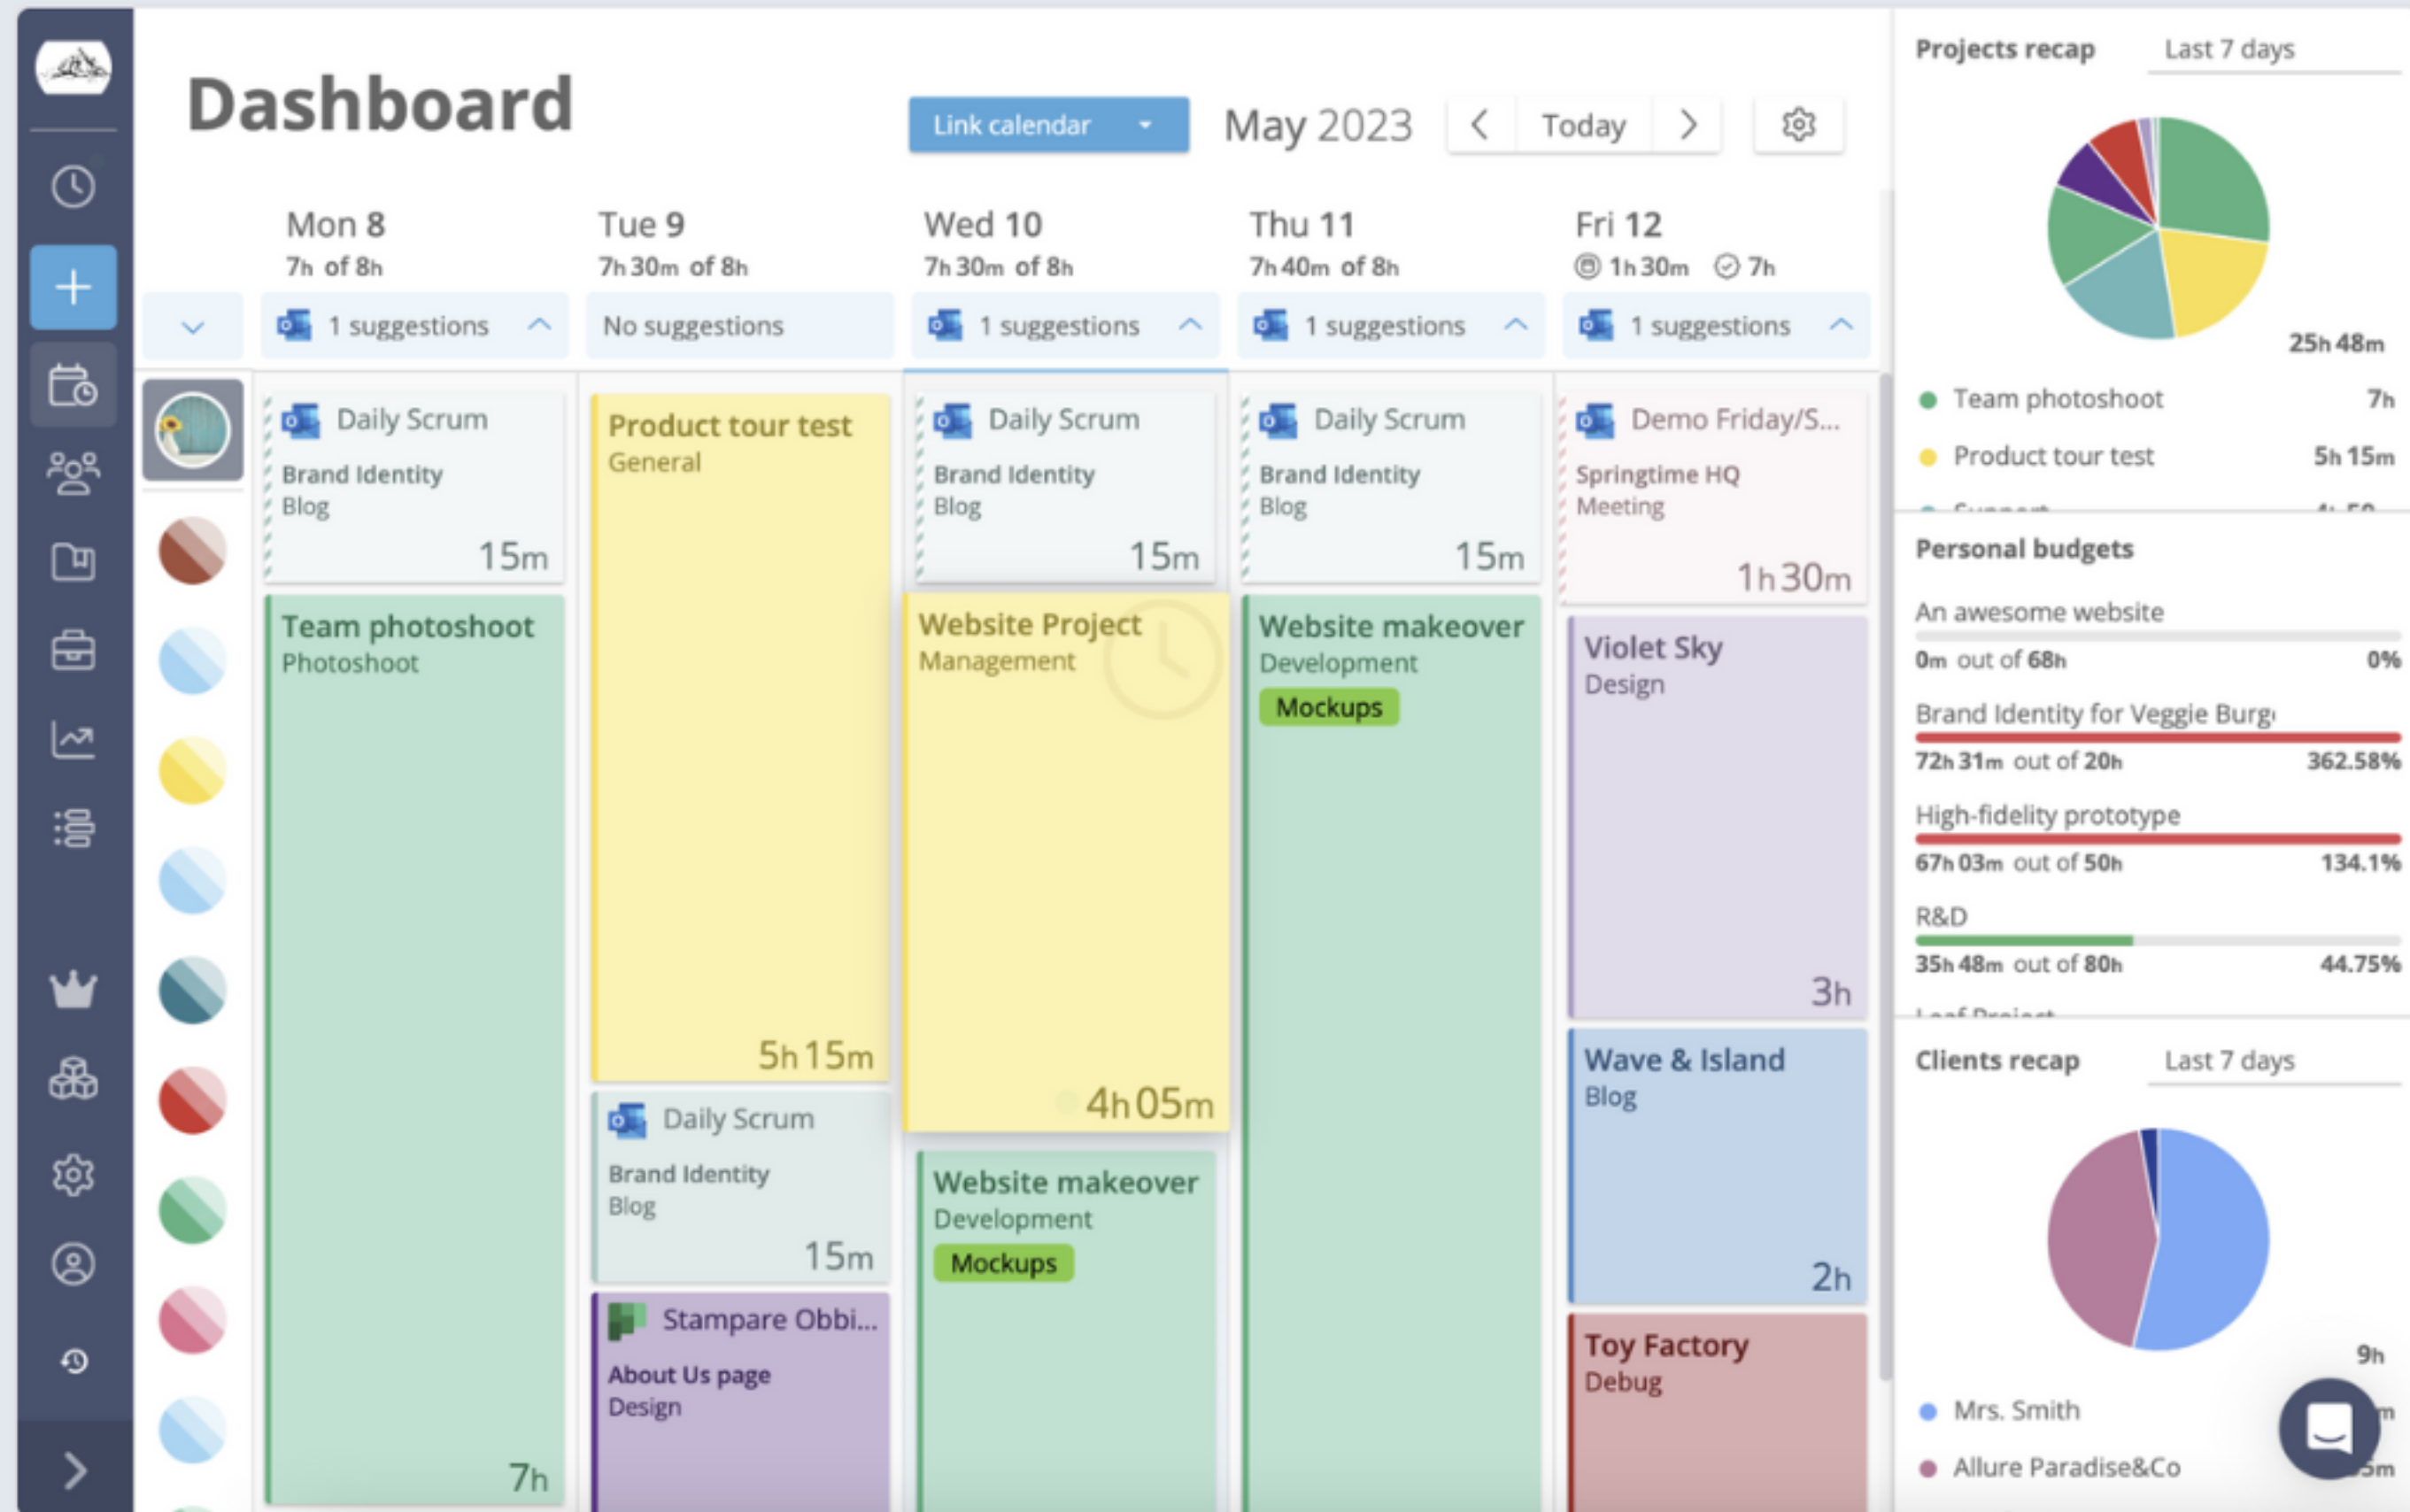 Dashboard
Link calendar
May 2023
Today
Mon 8
7h of 8h
1 suggestions
Tue 9
7h 30m of 8h
No suggestions
Wed 10
7h 30m of 8h
1 suggestions
Thu 11
7h 40m of 8h
1 suggestions
Fri 12
1h 30m 7h
1 suggestions
Daily Scrum
Brand Identity
Blog
15m
Team photoshoot
Photoshoot
7h
Product tour test
General
5h 15m
Daily Scrum
Brand Identity
Blog
15m
Stampare Obbi...
About Us page
Design
Daily Scrum
Brand Identity
Blog
15m
Website Project
Management
4h 05m
Website makeover
Development
Mockups
Daily Scrum
Brand Identity
Blog
15m
Website makeover
Development
Mockups
Demo Friday/S...
Springtime HQ
Meeting
1h 30m
Violet Sky
Design
3h
Wave & Island
Blog
2h
Toy Factory
Debug
Projects recap
Last 7 days
25h 48m
Team photoshoot 7h
Product tour test 5h 15m
Personal budgets
An awesome website
0m out of 68h 0%
Brand Identity for Veggie Burg
72h 31m out of 20h 362.58%
High-fidelity prototype
67h 03m out of 50h 134.1%
R&D
35h 48m out of 80h 44.75%
Clients recap
Last 7 days
9h
Mrs. Smith
Allure Paradise&Co